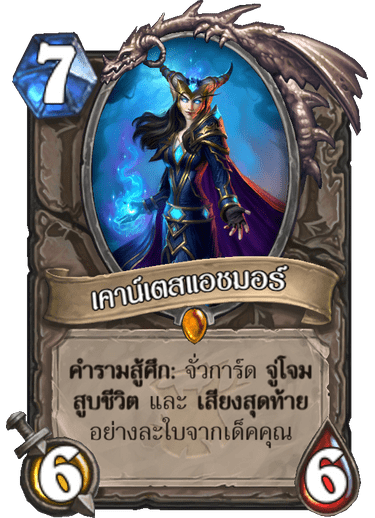 7
เคาน์เตสแอชมอร์
คำรามสู้ศึก: จั่วการ์ด จู่โจม
สูบชีวิต และ เสียงสุดท้าย
อย่างละใบจากเด็คคุณ
6 6